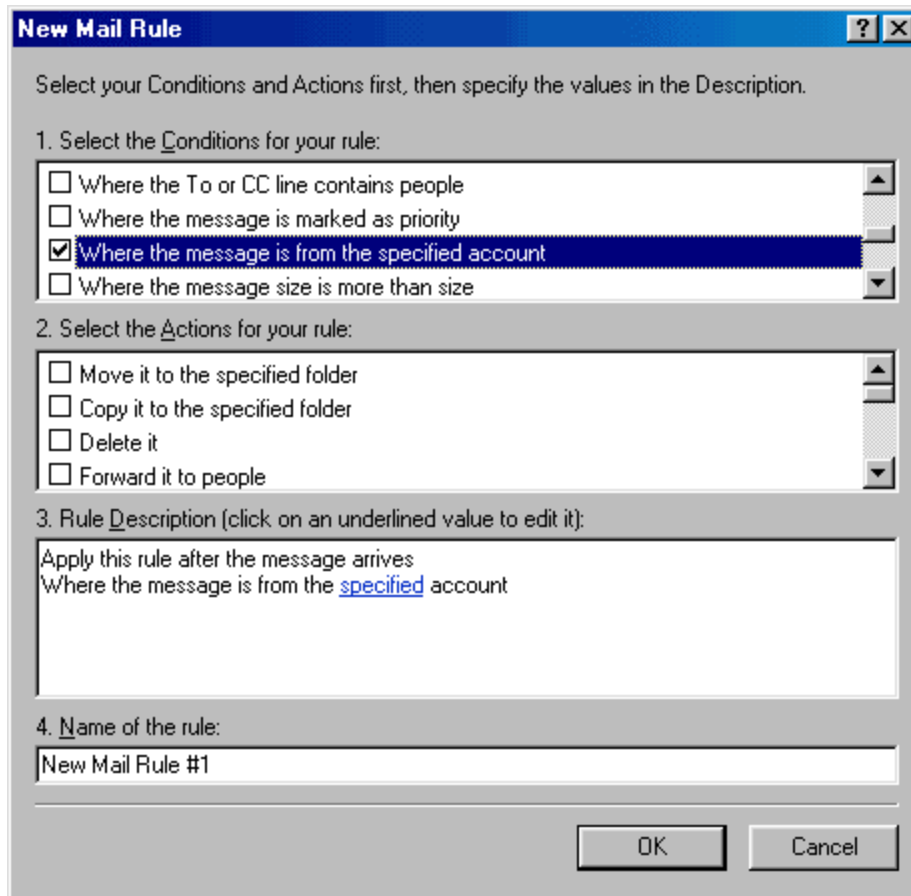 New Mail Rule
Select your Conditions and Actions first, then specify the values in the Description.
1. Select the Conditions for your rule:
Where the To or CC line contains people
Where the message is marked as priority
Where the message is from the specified account
Where the message size is more than size
2. Select the Actions for your rule:
Move it to the specified folder
Copy it to the specified folder
Delete it
Forward it to people
3. Rule Description (click on an underlined value to edit it):
Apply this rule after the message arrives
Where the message is from the specified account
4. Name of the rule:
New Mail Rule #1
OK Cancel